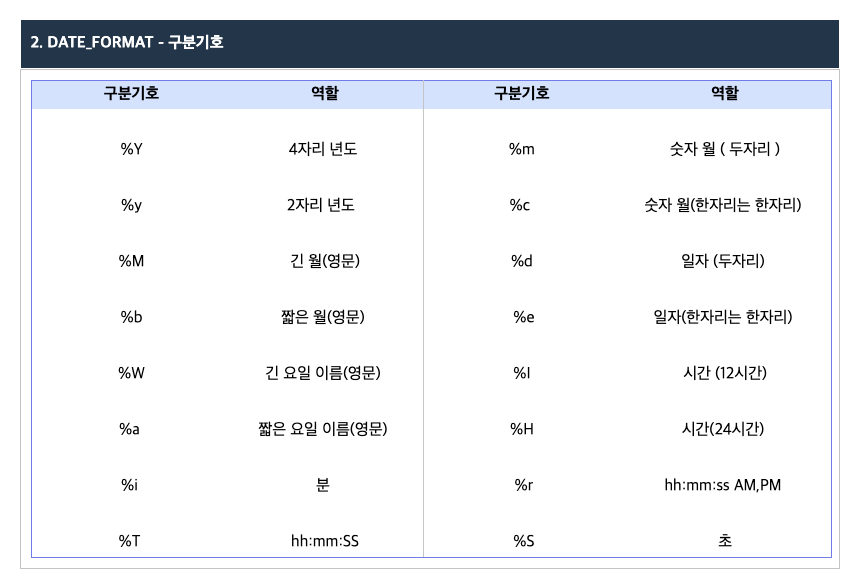 2. DATE_FORMAT - 구분기호
구분기호 역할 구분기호 역할
%Y 4자리 년도 %m 숫자 월 ( 두자리 )
%y 2자리 년도 %c 숫자 월(한자리는 한자리)
%M 긴 월(영문) %d 일자 (두자리)
%b 짧은 월(영문) %e 일자(한자리는 한자리)
%W 긴 요일 이름(영문) %I 시간 (12시간)
%a 짧은 요일 이름(영문) %H 시간(24시간)
%i 분 %r hh:mm:ss AM,PM
%T hh:mm:SS %S 초